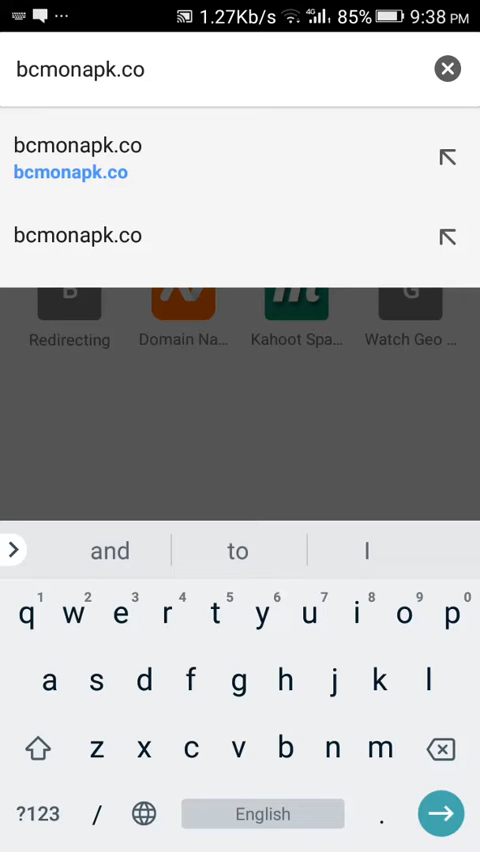 1.27Kb/s 4G 85% 9:38 PM
bcmonapk.co
bcmonapk.co
bcmonapk.co
bcmonapk.co
B G
Redirecting Domain Na... Kahoot Spa... Watch Geo ...
and to I
1 2 3 4 5 6 7 8 9 0
q w e r t y u i o p
a s d f g h j k l
z x c v b n m
?123 / English .